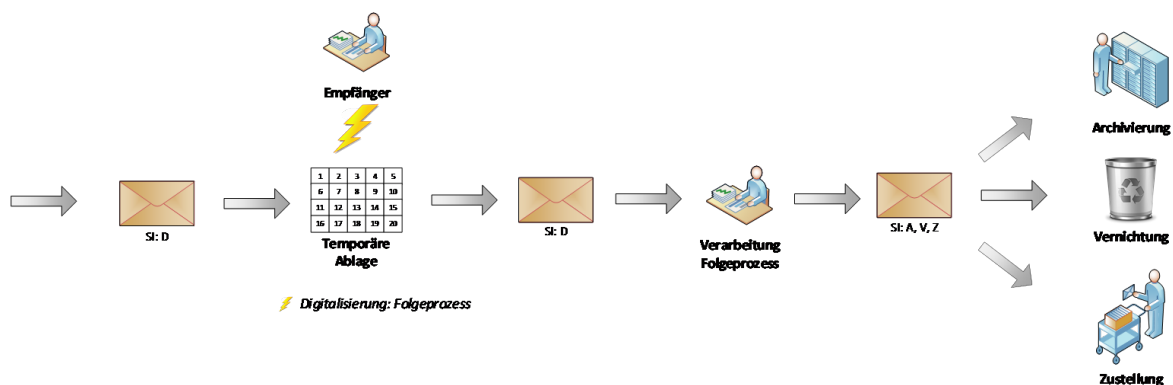 Empfänger
1 2 3 4 5
6 7 8 9 10
11 12 13 14 15
16 17 18 19 20
Temporäre
Ablage
SI: D
SI: D
Verarbeitung
Folgeprozess
SI: A, V, Z
Archivierung
Vernichtung
Zustellung
Digitalisierung: Folgeprozess